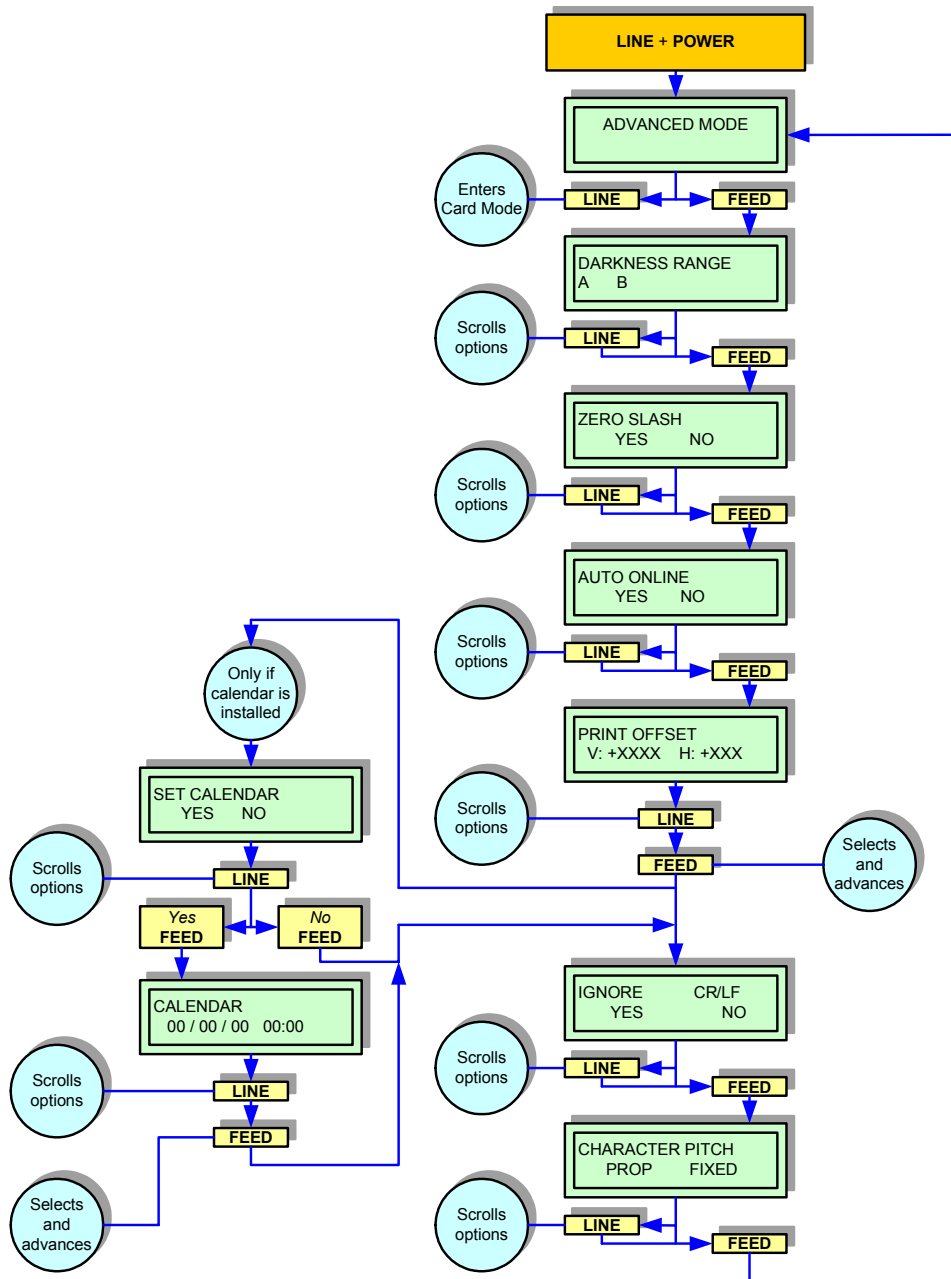 LINE + POWER
ADVANCED MODE
Enters
Card Mode
LINE
FEED
DARKNESS RANGE
A B
Scrolls
options
LINE
FEED
ZERO SLASH
YES NO
Scrolls
options
LINE
FEED
AUTO ONLINE
YES NO
Scrolls
options
LINE
FEED
PRINT OFFSET
V: +XXXX H: +XXX
Scrolls
options
LINE
FEED
Selects
and
advances
Only if
calendar is
installed
SET CALENDAR
YES NO
Scrolls
options
LINE
Yes
FEED
No
FEED
CALENDAR
00 / 00 / 00 00:00
Scrolls
options
LINE
FEED
Selects
and
advances
IGNORE CR/LF
YES NO
Scrolls
options
LINE
FEED
CHARACTER PITCH
PROP FIXED
Scrolls
options
LINE
FEED